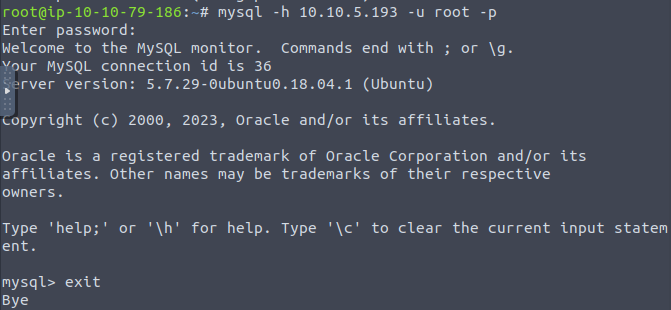 root@ip-10-10-79-186:~# mysql -h 10.10.5.193 -u root -p
Enter password:
Welcome to the MySQL monitor.  Commands end with ; or \g.
Your MySQL connection id is 36
Server version: 5.7.29-0ubuntu0.18.04.1 (Ubuntu)
Copyright (c) 2000, 2023, Oracle and/or its affiliates.
Oracle is a registered trademark of Oracle Corporation and/or its
affiliates. Other names may be trademarks of their respective
owners.
Type 'help;' or '\h' for help. Type '\c' to clear the current input statem
ent.
mysql> exit
Bye